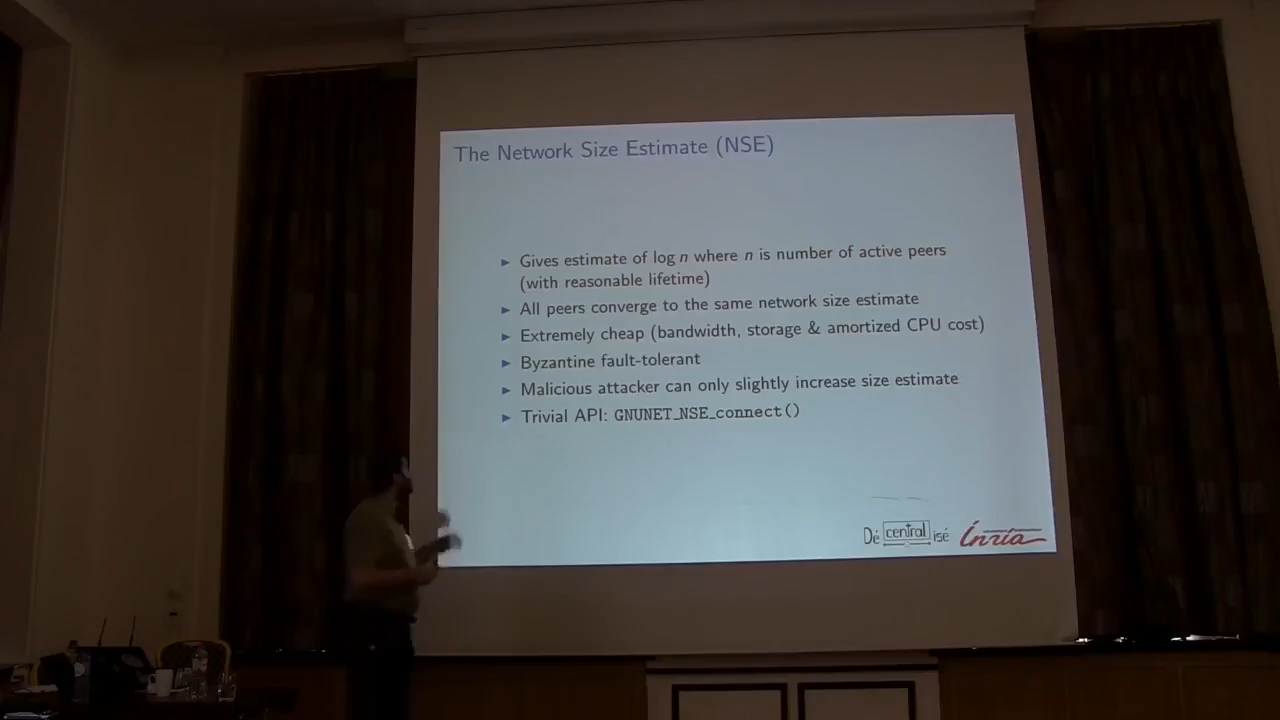 The Network Size Estimate (NSE)
► Gives estimate of log n where n is number of active peers
(with reasonable lifetime)
► All peers converge to the same network size estimate
► Extremely cheap (bandwidth, storage & amortized CPU cost)
► Byzantine fault-tolerant
► Malicious attacker can only slightly increase size estimate
► Trivial API: GNUNET_NSE_connect()
Dé central isé Inria